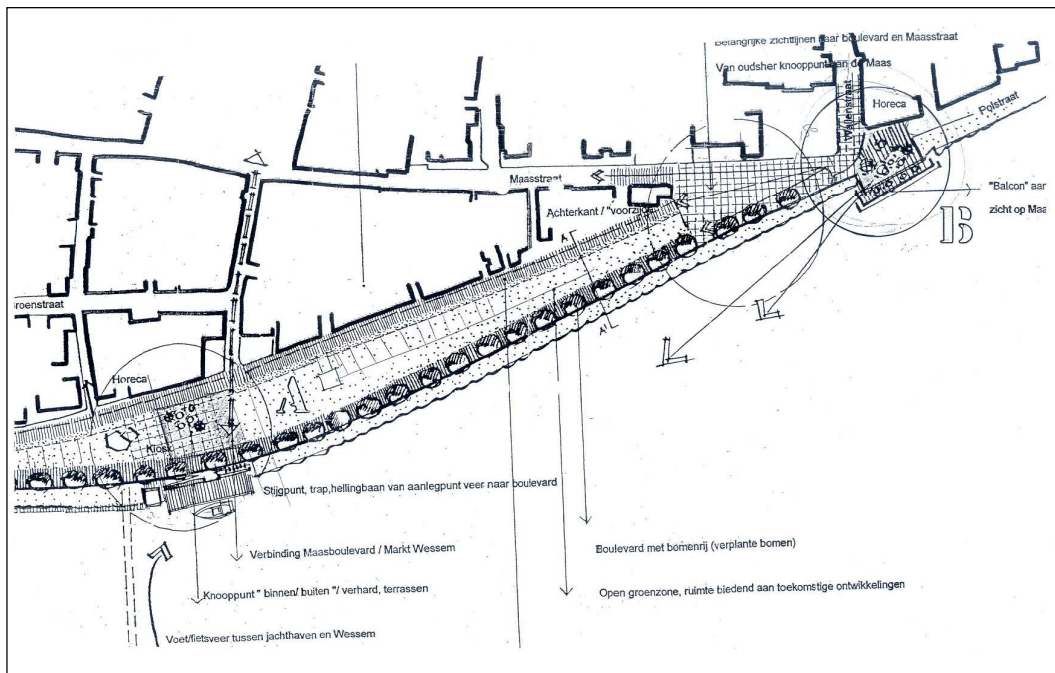 Belangrijke zichtlijnen naar boulevard en Maasstraat
Van oudsher knooppunt aan de Maas
Wallenstraat
Horeca
Polstraat
Maasstraat
Achterkant / "voorzijde
"Balcon" aan
zicht op Maa
B
A
A'
roenstraat
Horeca
A
Kiosk
Stijgpunt, trap,hellingbaan van aanlegpunt veer naar boulevard
Verbinding Maasboulevard / Markt Wessem
Boulevard met bomenrij (verplante bomen)
Knooppunt " binnen/ buiten "/ verhard, terrassen
Open groenzone, ruimte biedend aan toekomstige ontwikkelingen
Voet/fietsveer tussen jachthaven en Wessem